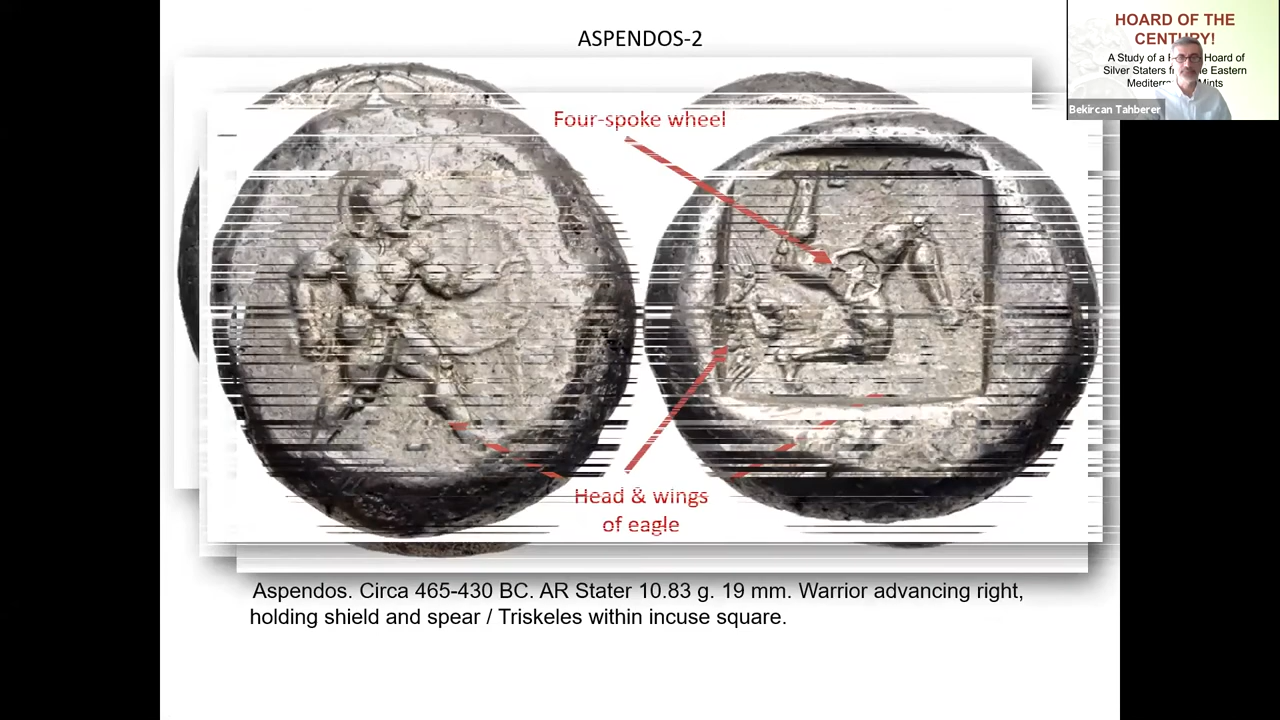 ASPENDOS-2
HOARD OF THE
CENTURY!
A Study of a Hoard of
Silver Staters Eastern
Mints
Bekircan Tahberer
Four-spoke wheel
Head & wings
of eagle
Aspendos. Circa 465-430 BC. AR Stater 10.83 g. 19 mm. Warrior advancing right,
holding shield and spear / Triskeles within incuse square.